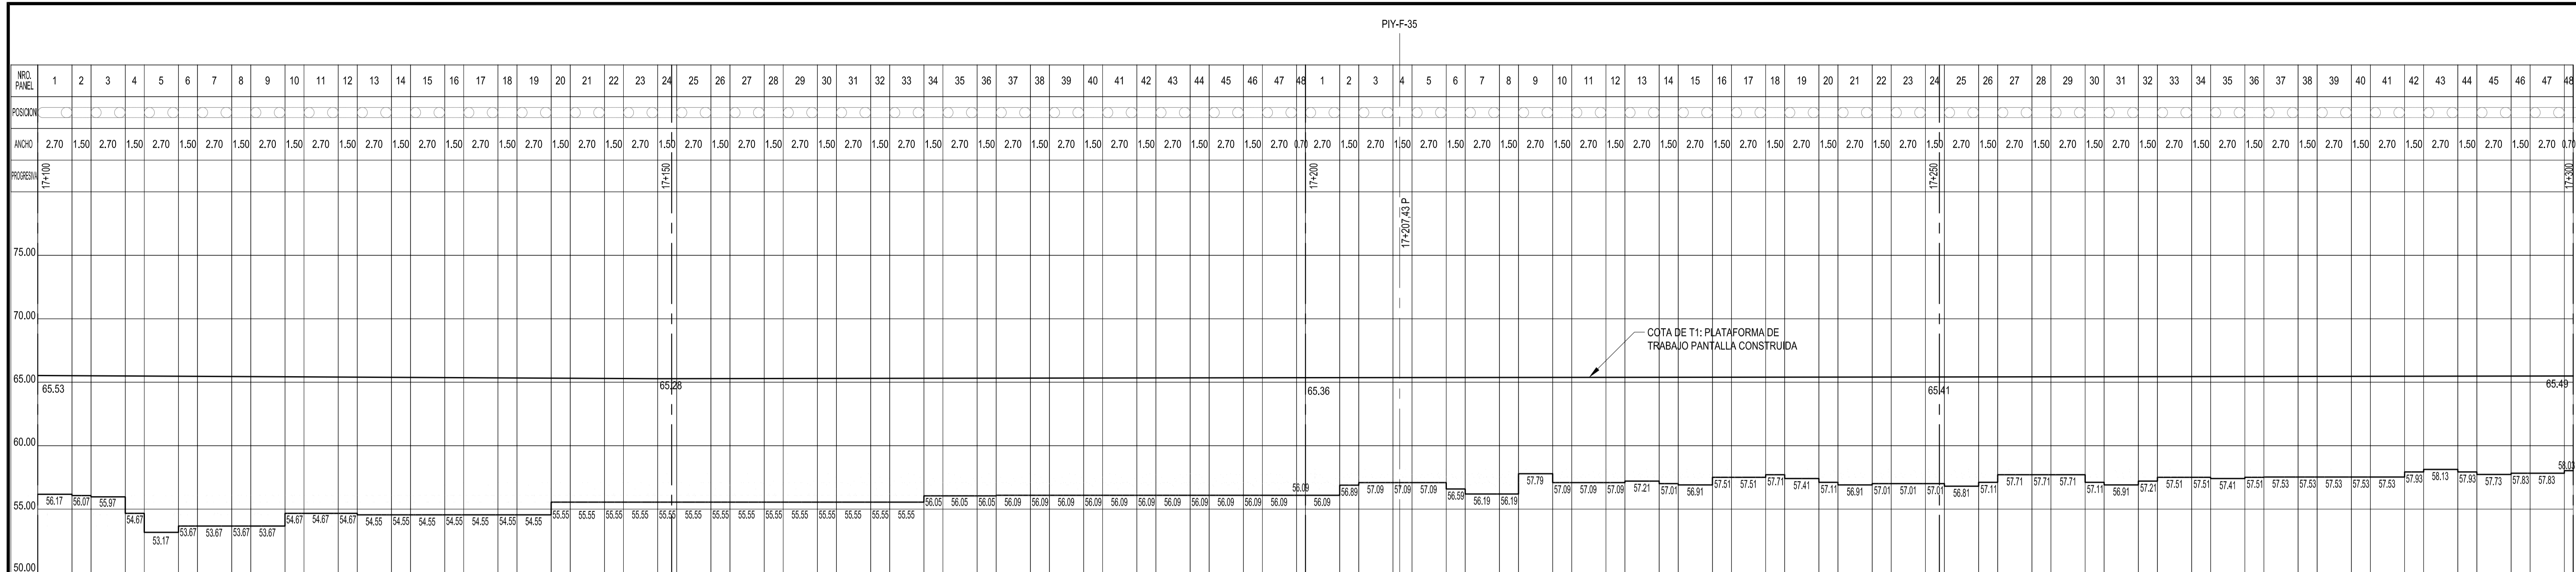 PIY-F-35
NRO. PANEL 1 2 3 4 5 6 7 8 9 10 11 12 13 14 15 16 17 18 19 20 21 22 23 24 25 26 27 28 29 30 31 32 33 34 35 36 37 38 39 40 41 42 43 44 45 46 47 48 1 2 3 4 5 6 7 8 9 10 11 12 13 14 15 16 17 18 19 20 21 22 23 24 25 26 27 28 29 30 31 32 33 34 35 36 37 38 39 40 41 42 43 44 45 46 47 48
POSICION
ANCHO 2.70 1.50 2.70 1.50 2.70 1.50 2.70 1.50 2.70 1.50 2.70 1.50 2.70 1.50 2.70 1.50 2.70 1.50 2.70 1.50 2.70 1.50 2.70 1.50 2.70 1.50 2.70 1.50 2.70 1.50 2.70 1.50 2.70 1.50 2.70 1.50 2.70 1.50 2.70 1.50 2.70 1.50 2.70 1.50 2.70 1.50 2.70 0.70 2.70 1.50 2.70 1.50 2.70 1.50 2.70 1.50 2.70 1.50 2.70 1.50 2.70 1.50 2.70 1.50 2.70 1.50 2.70 1.50 2.70 1.50 2.70 1.50 2.70 1.50 2.70 1.50 2.70 1.50 2.70 1.50 2.70 1.50 2.70 1.50 2.70 1.50 2.70 1.50 2.70 1.50 2.70 1.50 2.70 1.50 2.70 0.70
PROGRESIVA 17+100 17+150 17+200 17+250 17+300
17+207,43 P
75.00
70.00
COTA DE T1: PLATAFORMA DE
TRABAJO PANTALLA CONSTRUIDA
65.00
65.53 65.28 65.36 65.41 65.49
60.00
55.00
56.17 56.07 55.97 54.67 53.17 53.67 53.67 53.67 53.67 54.67 54.67 54.67 54.55 54.55 54.55 54.55 54.55 54.55 54.55 55.55 55.55 55.55 55.55 55.55 55.55 55.55 55.55 55.55 55.55 55.55 55.55 55.55 55.55 56.05 56.05 56.05 56.09 56.09 56.09 56.09 56.09 56.09 56.09 56.09 56.09 56.09 56.09 56.09 56.09 56.89 57.09 57.09 57.09 56.59 56.19 56.19 57.79 57.09 57.09 57.09 57.21 57.01 56.91 57.51 57.51 57.71 57.41 57.11 56.91 57.01 57.01 57.01 56.81 57.11 57.71 57.71 57.71 57.11 56.91 57.21 57.51 57.51 57.41 57.51 57.53 57.53 57.53 57.53 57.53 57.93 58.13 57.93 57.73 57.83 57.83 58.03
50.00